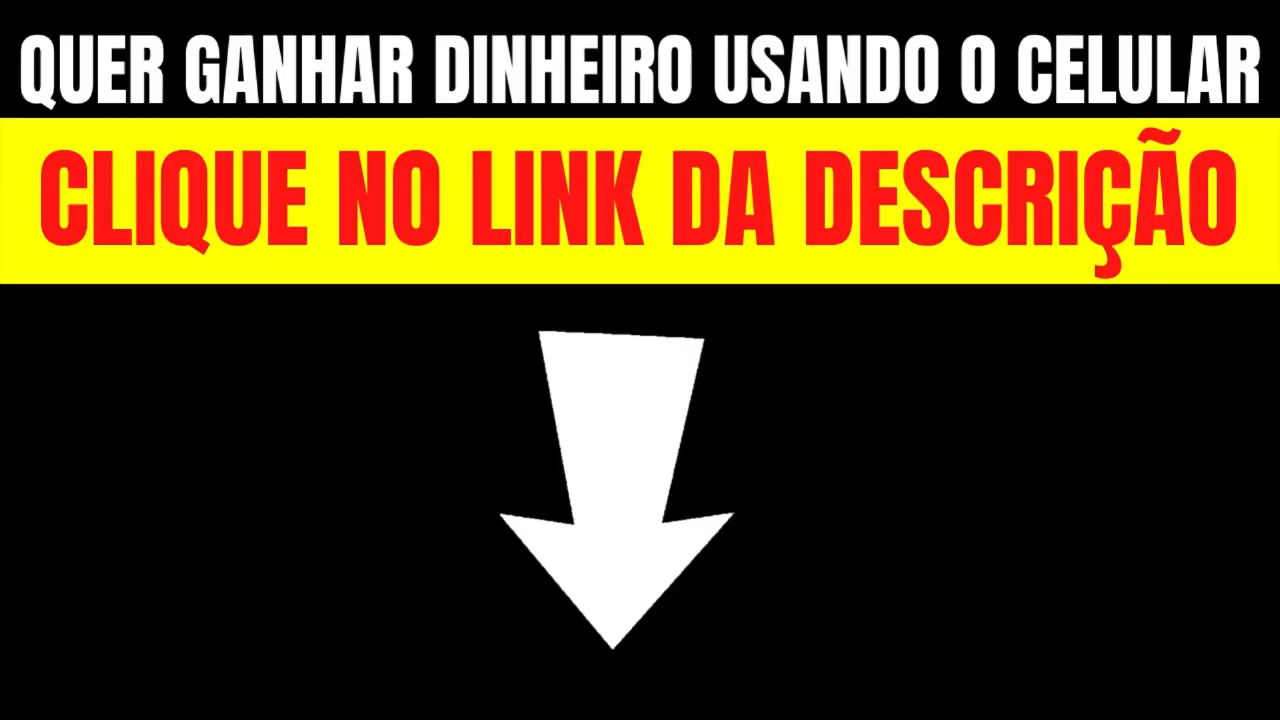 QUER GANHAR DINHEIRO USANDO O CELULAR
CLIQUE NO LINK DA DESCRIÇÃO